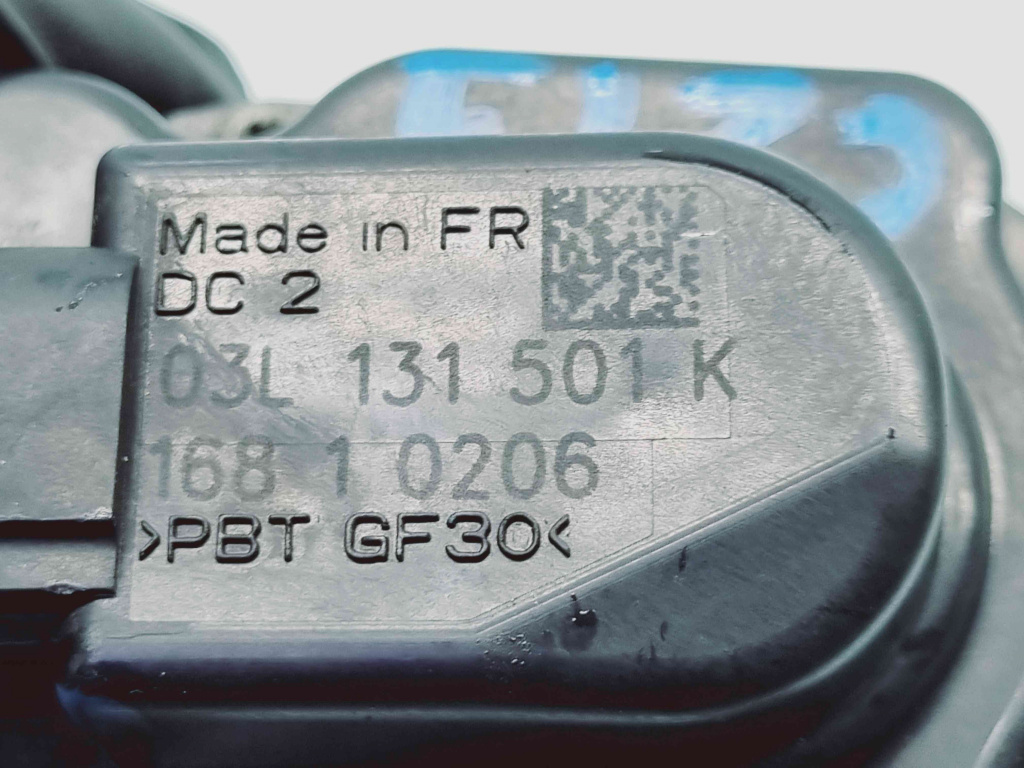 Made in FR
DC 2
03L 131 501 K
168 1 0206
>PBT GF30<